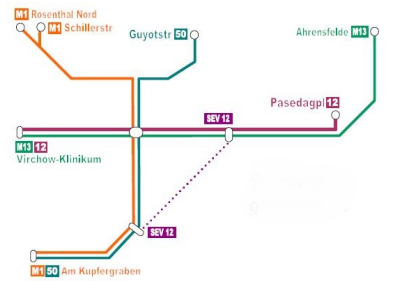 M1 Rosenthal Nord
M1 Schillerstr
Guyotstr 50
Ahrensfelde M13
Pasedagpl 12
SEV 12
M13 12
Virchow-Klinikum
SEV 12
M1 50 Am Kupfergraben